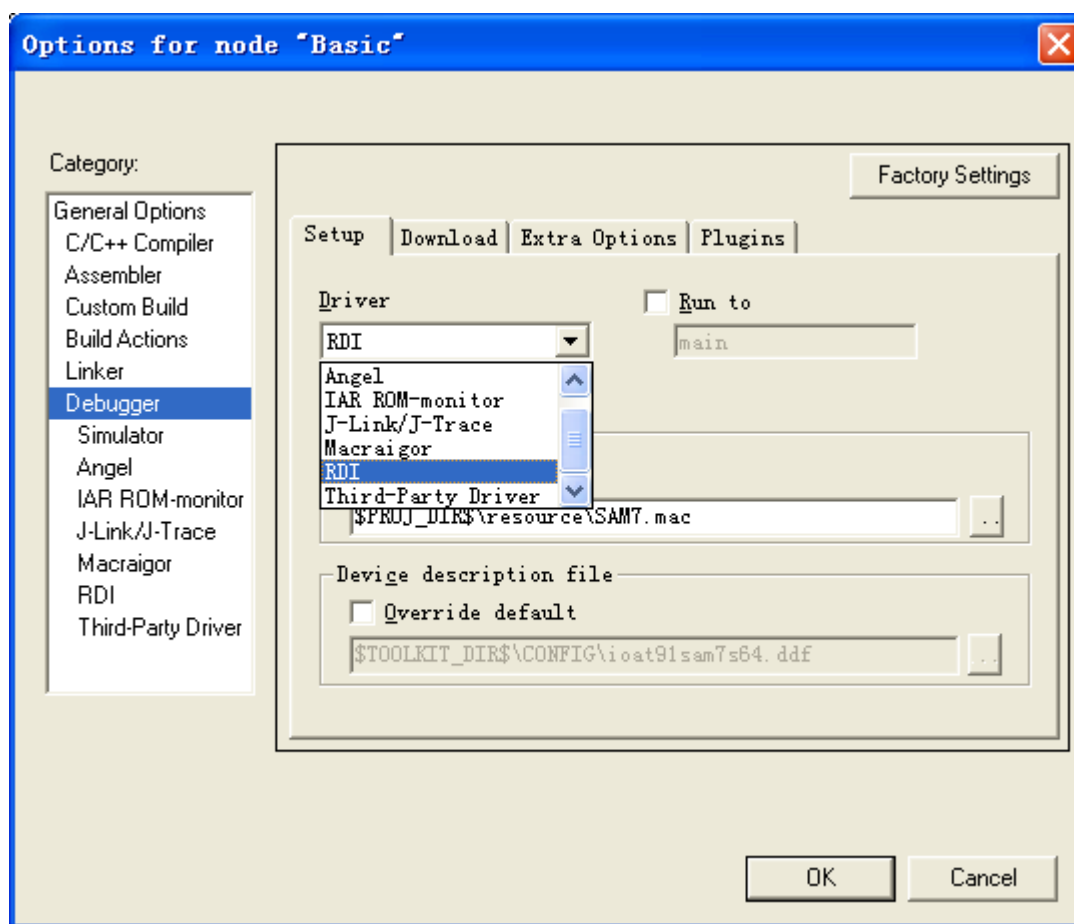 Options for node "Basic"
Category:
General Options
C/C++ Compiler
Assembler
Custom Build
Build Actions
Linker
Debugger
Simulator
Angel
IAR ROM-monitor
J-Link/J-Trace
Macraigor
RDI
Third-Party Driver
Factory Settings
Setup Download Extra Options Plugins
Driver
Run to
RDI
main
Angel
IAR ROM-monitor
J-Link/J-Trace
Macraigor
RDI
Third-Party Driver
$PROJ_DIR$\resource\SAM7.mac
..
Device description file
Override default
$TOOLKIT_DIR$\CONFIG\ioat91sam7s64.ddf
...
OK Cancel